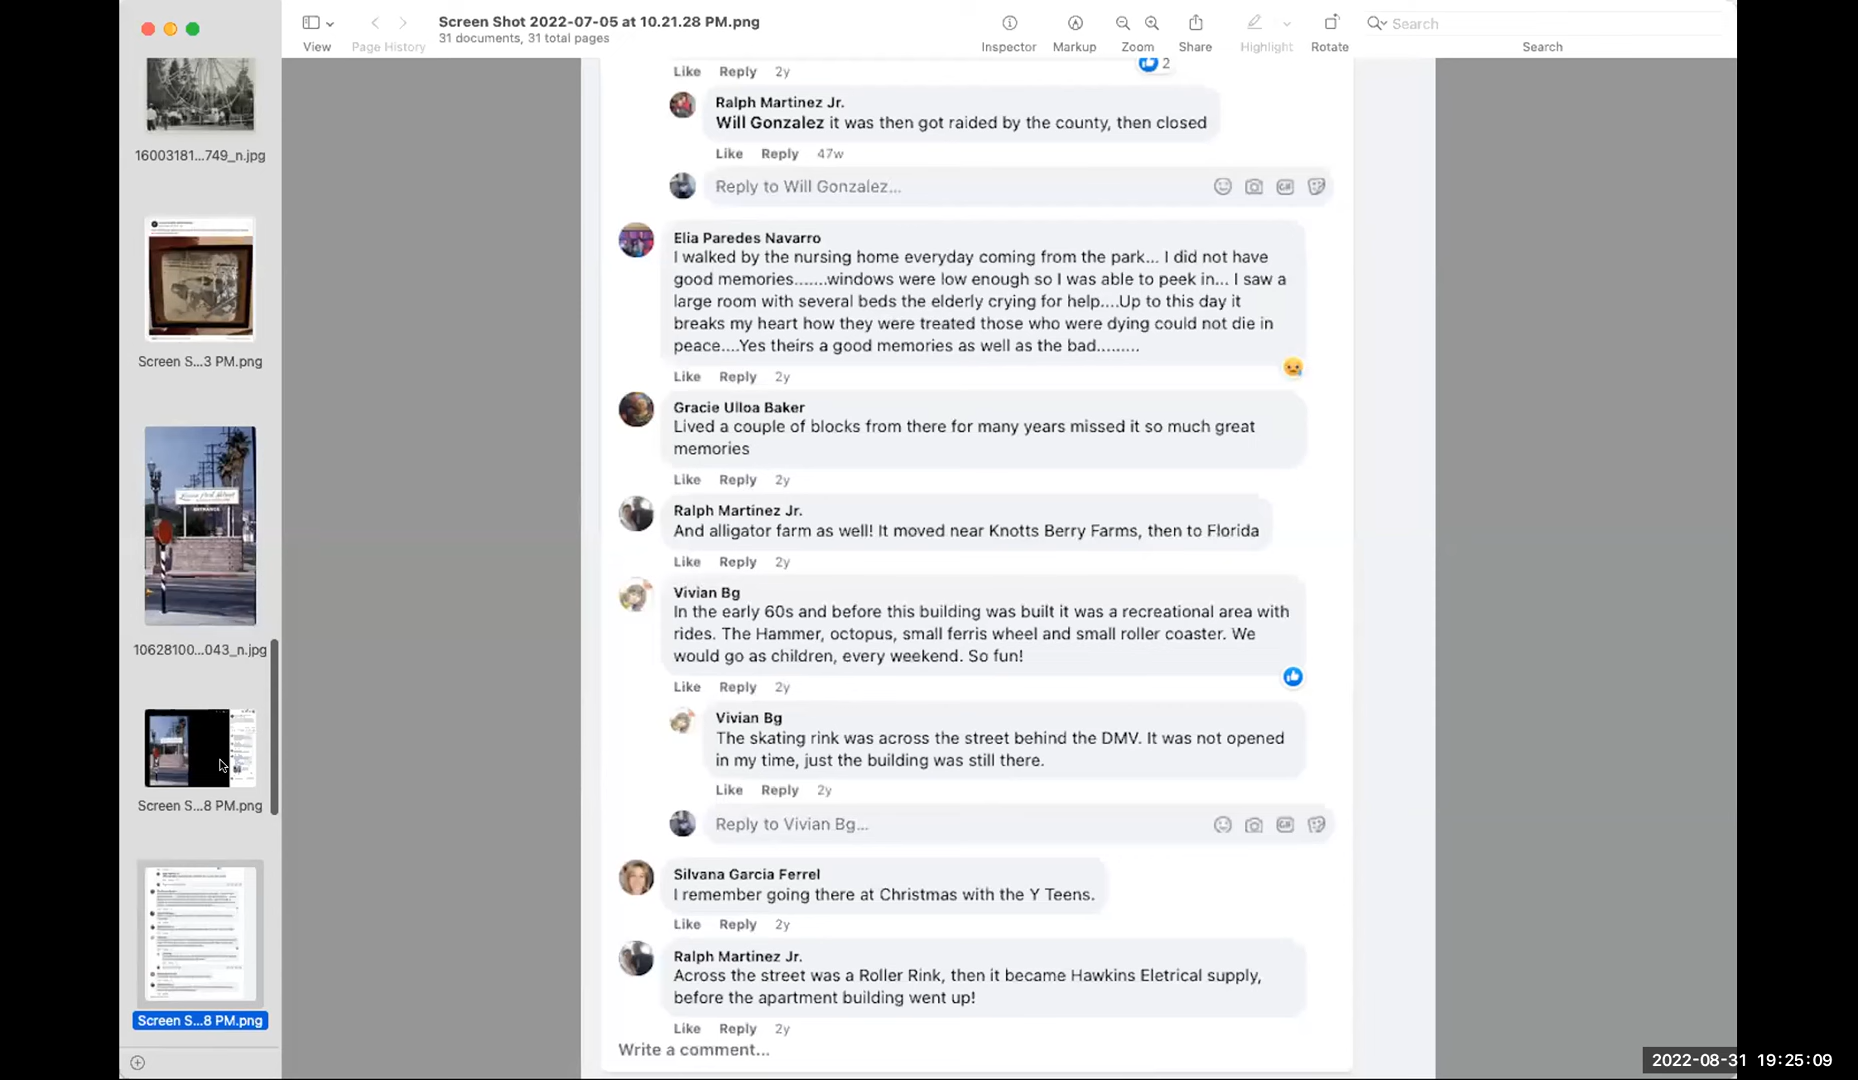 Screen Shot 2022-07-05 at 10.21.28 PM.png
31 documents, 31 total pages
View
Page History
Inspector
Markup
Zoom
Share
Highlight
Rotate
Search
Search
16003181...749_n.jpg
Screen S...3 PM.png
10628100...043_n.jpg
Screen S...8 PM.png
Screen S...8 PM.png
Like Reply 2y
2
Ralph Martinez Jr.
Will Gonzalez it was then got raided by the county, then closed
Like Reply 47w
Reply to Will Gonzalez...
Elia Paredes Navarro
I walked by the nursing home everyday coming from the park... I did not have
good memories.......windows were low enough so I was able to peek in... I saw a
large room with several beds the elderly crying for help....Up to this day it
breaks my heart how they were treated those who were dying could not die in
peace....Yes theirs a good memories as well as the bad.........
Like Reply 2y
Gracie Ulloa Baker
Lived a couple of blocks from there for many years missed it so much great
memories
Like Reply 2y
Ralph Martinez Jr.
And alligator farm as well! It moved near Knotts Berry Farms, then to Florida
Like Reply 2y
Vivian Bg
In the early 60s and before this building was built it was a recreational area with
rides. The Hammer, octopus, small ferris wheel and small roller coaster. We
would go as children, every weekend. So fun!
Like Reply 2y
Vivian Bg
The skating rink was across the street behind the DMV. It was not opened
in my time, just the building was still there.
Like Reply 2y
Reply to Vivian Bg...
Silvana Garcia Ferrel
I remember going there at Christmas with the Y Teens.
Like Reply 2y
Ralph Martinez Jr.
Across the street was a Roller Rink, then it became Hawkins Eletrical supply,
before the apartment building went up!
Like Reply 2y
Write a comment...
2022-08-31 19:25:09